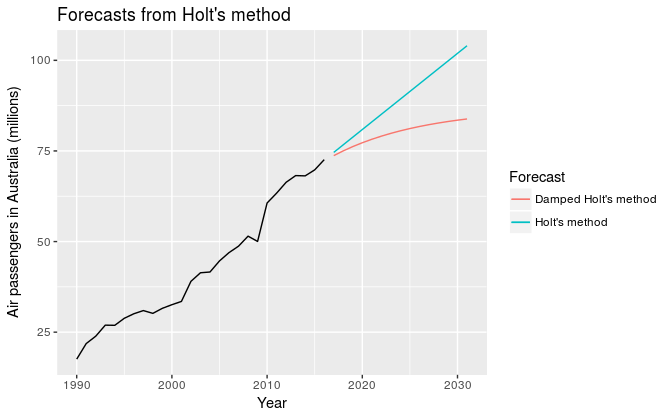 Forecasts from Holt's method
Air passengers in Australia (millions)
100
75
50
25
1990
2000
2010
2020
2030
Year
Forecast
Damped Holt's method
Holt's method